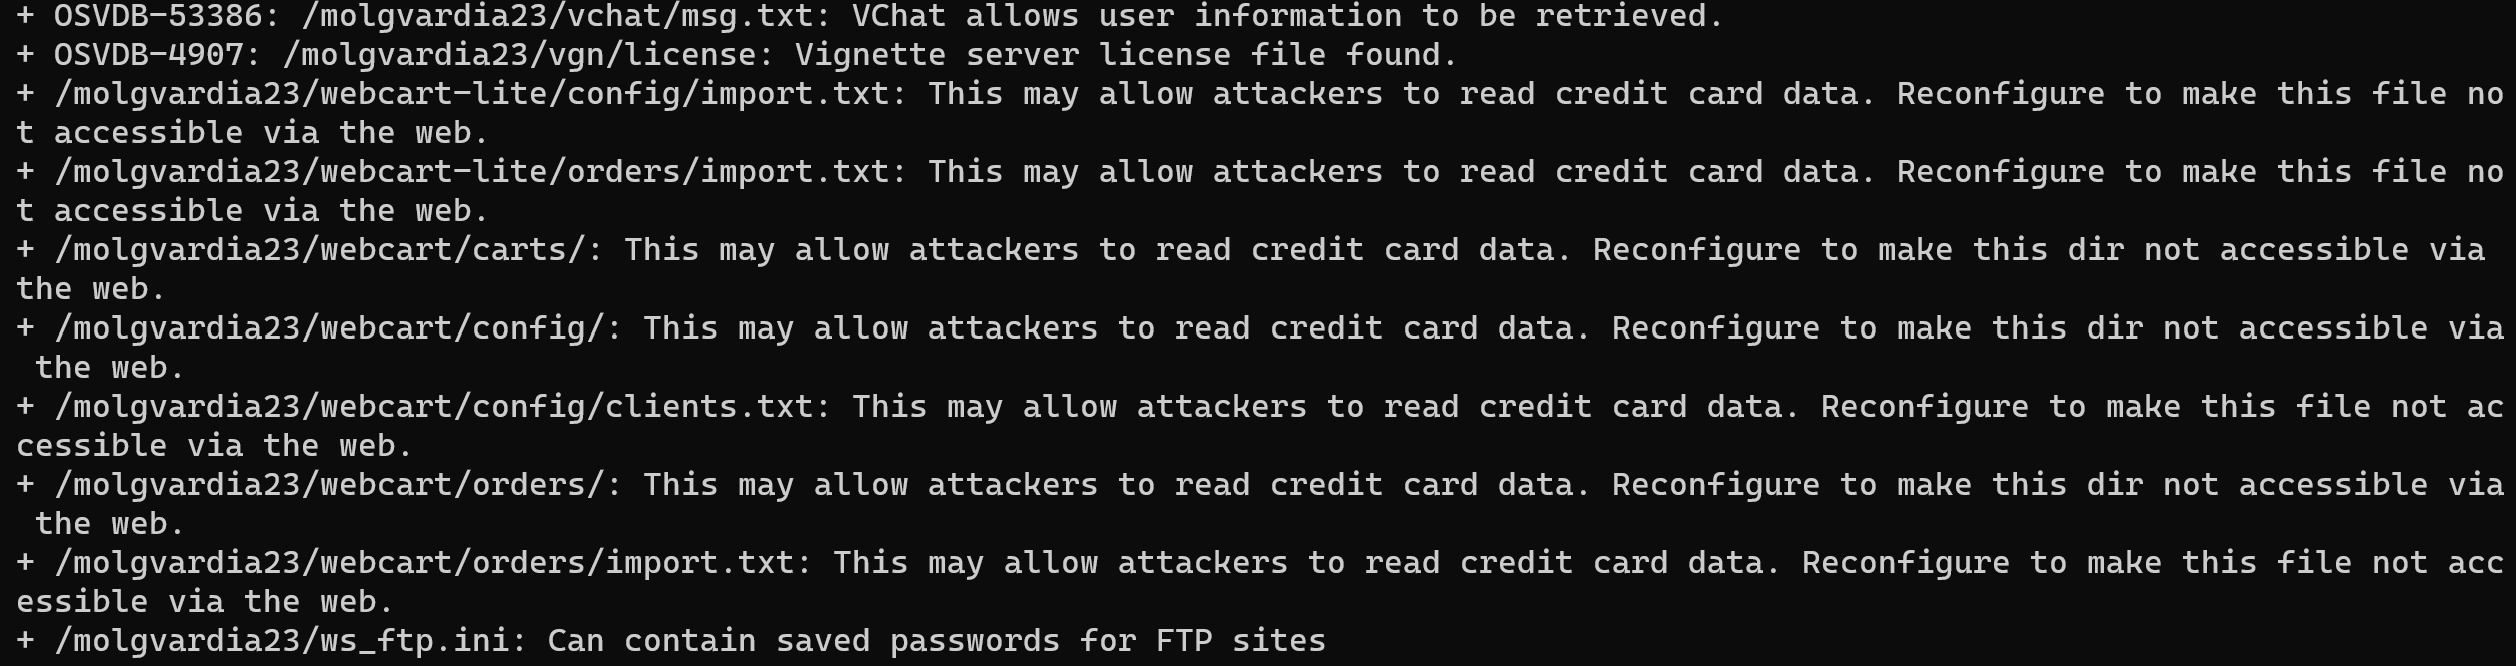 + OSVDB-53386: /molgvardia23/vchat/msg.txt: VChat allows user information to be retrieved.
+ OSVDB-4907: /molgvardia23/vgn/license: Vignette server license file found.
+ /molgvardia23/webcart-lite/config/import.txt: This may allow attackers to read credit card data. Reconfigure to make this file no
t accessible via the web.
+ /molgvardia23/webcart-lite/orders/import.txt: This may allow attackers to read credit card data. Reconfigure to make this file no
t accessible via the web.
+ /molgvardia23/webcart/carts/: This may allow attackers to read credit card data. Reconfigure to make this dir not accessible via
the web.
+ /molgvardia23/webcart/config/: This may allow attackers to read credit card data. Reconfigure to make this dir not accessible via
 the web.
+ /molgvardia23/webcart/config/clients.txt: This may allow attackers to read credit card data. Reconfigure to make this file not ac
cessible via the web.
+ /molgvardia23/webcart/orders/: This may allow attackers to read credit card data. Reconfigure to make this dir not accessible via
 the web.
+ /molgvardia23/webcart/orders/import.txt: This may allow attackers to read credit card data. Reconfigure to make this file not acc
essible via the web.
+ /molgvardia23/ws_ftp.ini: Can contain saved passwords for FTP sites